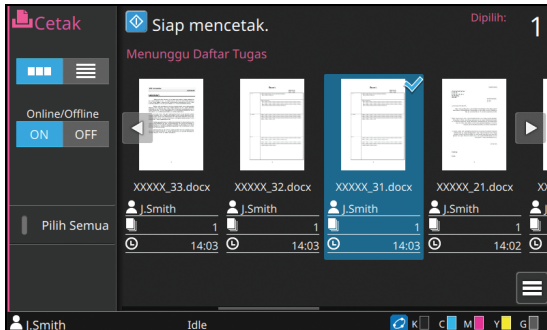 Cetak
Siap mencetak.
Dipilih:
1
Menunggu Daftar Tugas
Online/Offline
ON OFF
Pilih Semua
XXXXX_33.docx XXXXX_32.docx XXXXX_31.docx XXXXX_21.docx
J.Smith J.Smith J.Smith J.Smith
1 1 1 1
14:03 14:03 14:03 14:02
J.Smith Idle K C M Y G